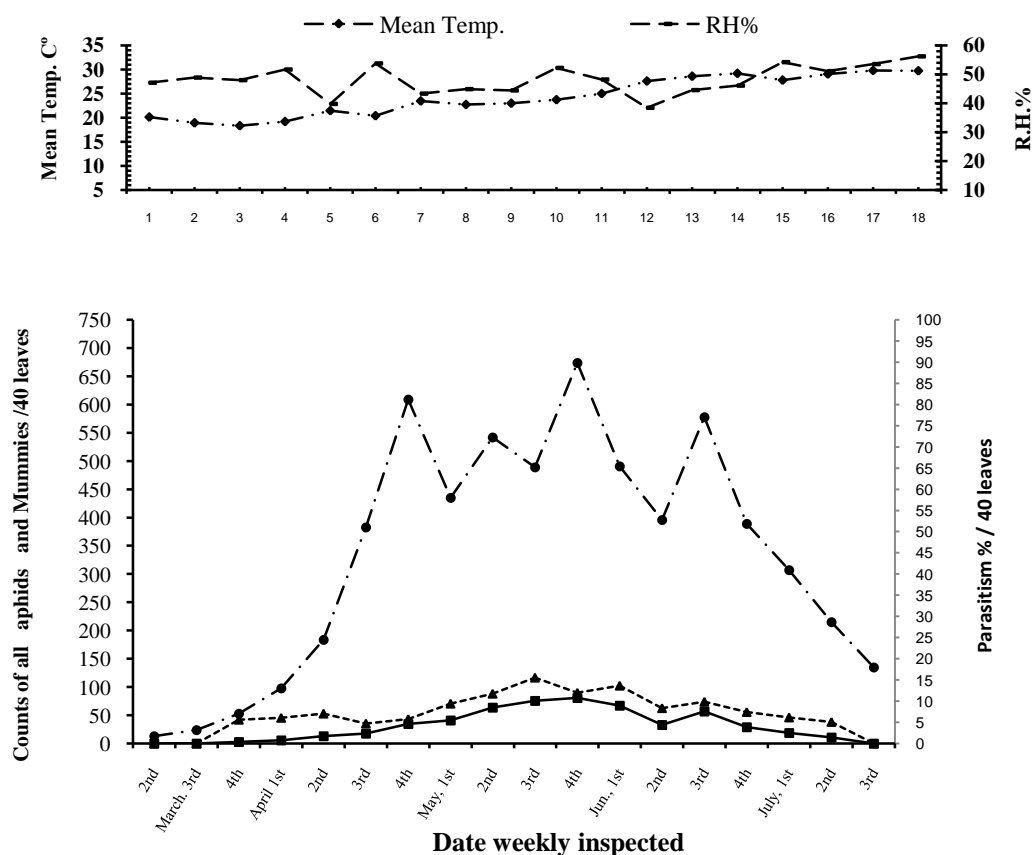 Mean Temp. RH%
Mean Temp. Cº
35
30
25
20
15
10
5
60
50
40
30
20
10
R.H.%
1 2 3 4 5 6 7 8 9 10 11 12 13 14 15 16 17 18
Counts of all aphids and Mummies /40 leaves
750
700
650
600
550
500
450
400
350
300
250
200
150
100
50
0
100
95
90
85
80
75
70
65
60
55
50
45
40
35
30
25
20
15
10
5
0
Parasitism % / 40 leaves
2nd
March. 3rd
4th
April 1st
2nd
3rd
4th
May, 1st
2nd
3rd
4th
Jun., 1st
2nd
3rd
4th
July, 1st
2nd
3rd
Date weekly inspected